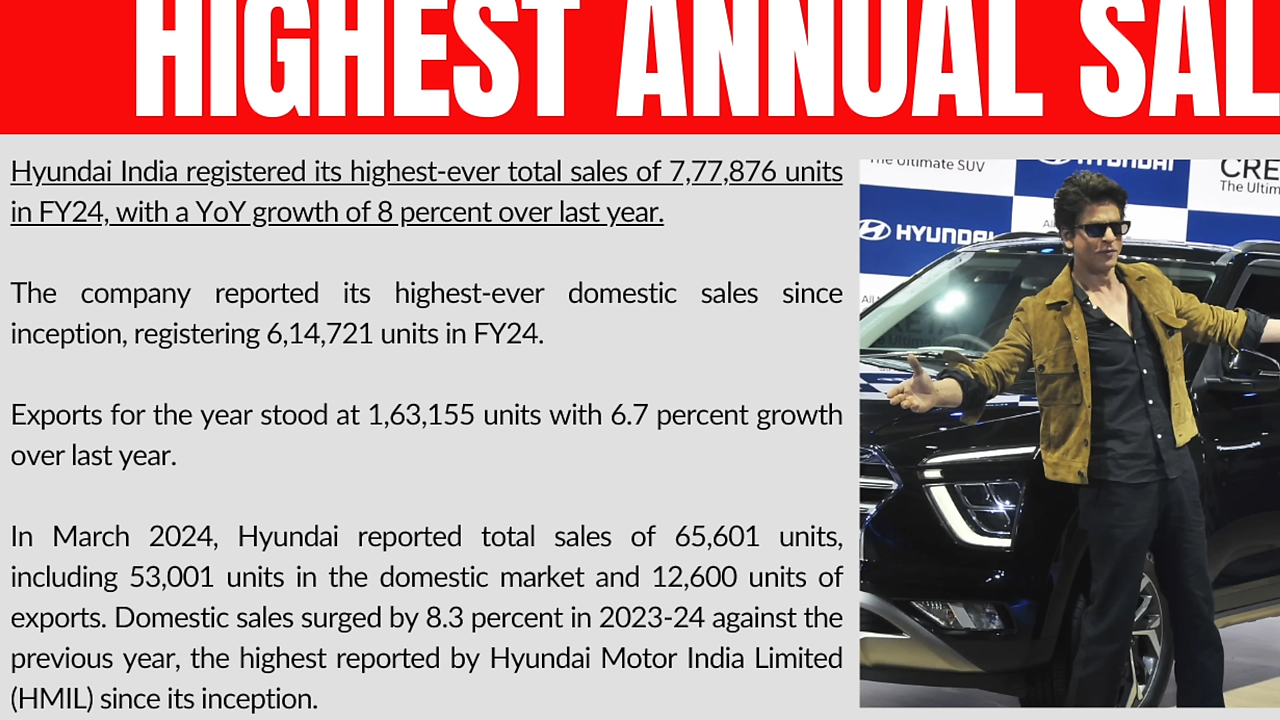 HIGHEST ANNUAL SAL
Hyundai India registered its highest-ever total sales of 7,77,876 units
in FY24, with a YoY growth of 8 percent over last year.
The company reported its highest-ever domestic sales since
inception, registering 6,14,721 units in FY24.
Exports for the year stood at 1,63,155 units with 6.7 percent growth
over last year.
In March 2024, Hyundai reported total sales of 65,601 units,
including 53,001 units in the domestic market and 12,600 units of
exports. Domestic sales surged by 8.3 percent in 2023-24 against the
previous year, the highest reported by Hyundai Motor India Limited
(HMIL) since its inception.
The Ultimate SUV
HYUNDAI
CRE
The Ultim
HYUNDAI